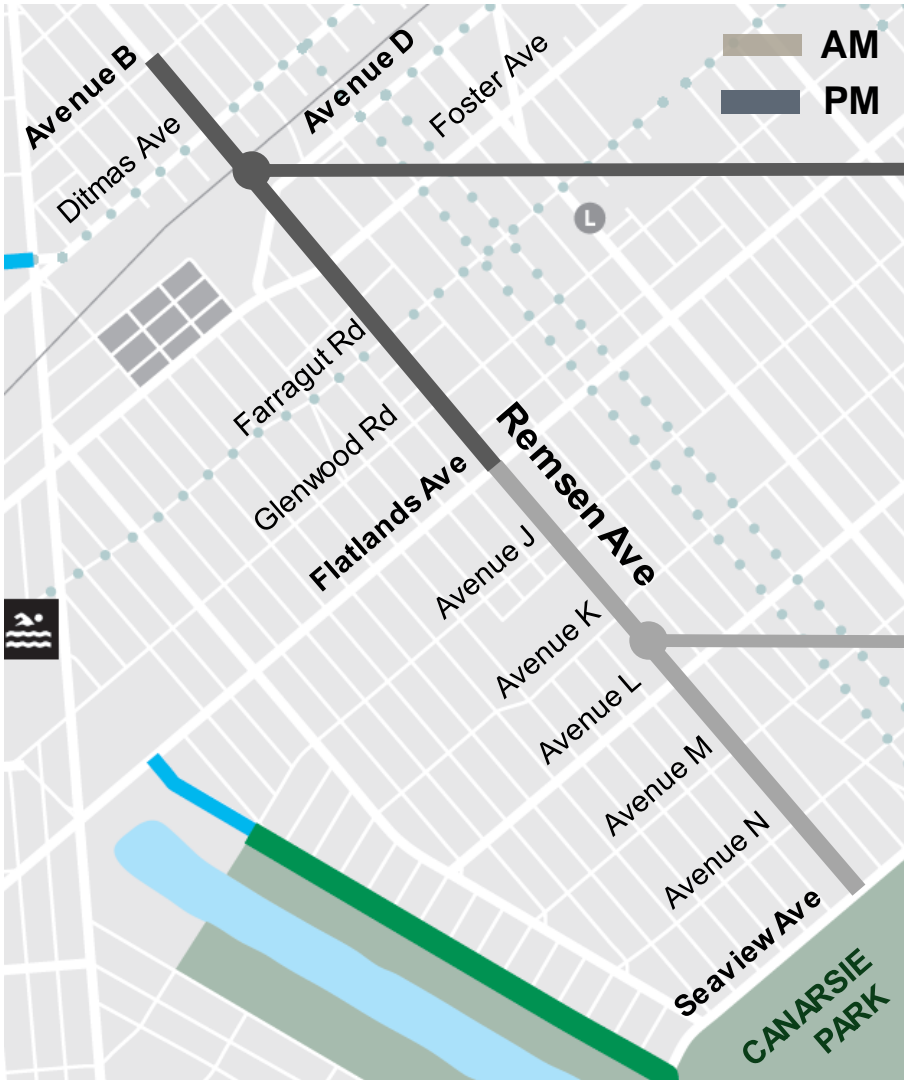 AM
PM
Avenue B
Avenue D
Foster Ave
Ditmas Ave
L
Farragut Rd
Glenwood Rd
Flatlands Ave
Remsen Ave
Avenue J
Avenue K
Avenue L
Avenue M
Avenue N
Seaview Ave
CANARSIE
PARK